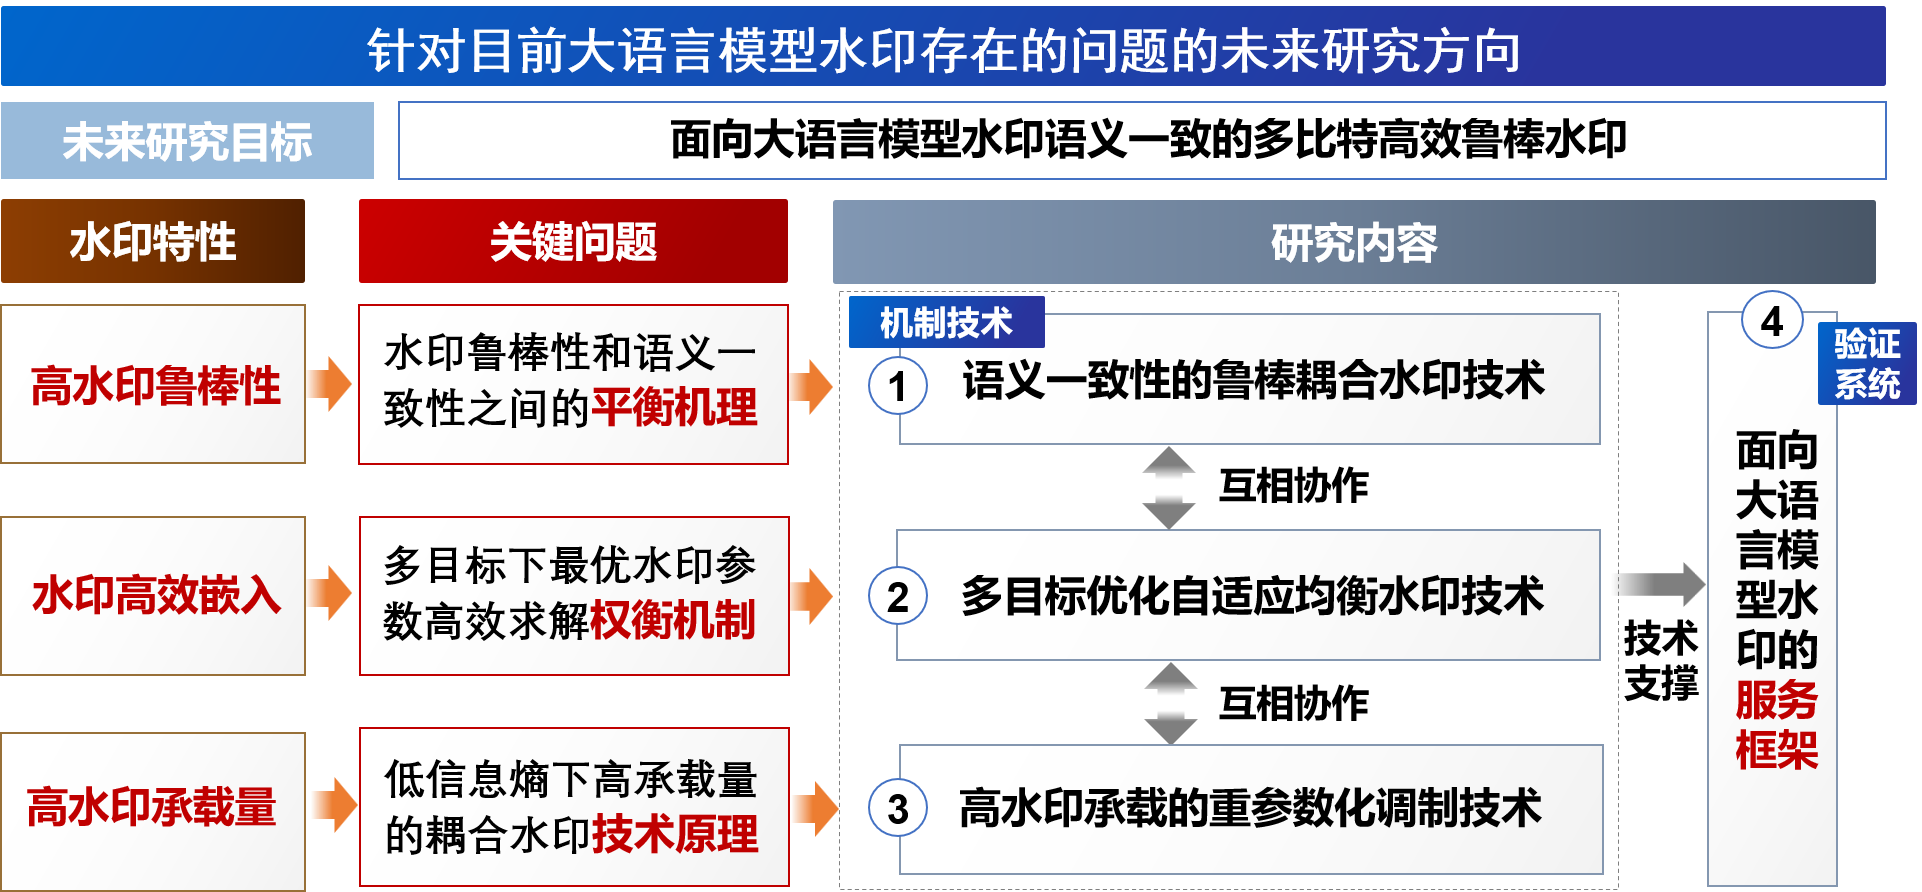 针对目前大语言模型水印存在的问题的未来研究方向
未来研究目标
面向大语言模型水印语义一致的多比特高效鲁棒水印
水印特性
关键问题
研究内容
高水印鲁棒性
水印鲁棒性和语义一
致性之间的平衡机理
机制技术
1
语义一致性的鲁棒耦合水印技术
互相协作
水印高效嵌入
多目标下最优水印参
数高效求解权衡机制
2
多目标优化自适应均衡水印技术
互相协作
高水印承载量
低信息熵下高承载量
的耦合水印技术原理
3
高水印承载的重参数化调制技术
技术
支撑
4
验证
系统
面向
大语
言模
型水
印的
服务
框架